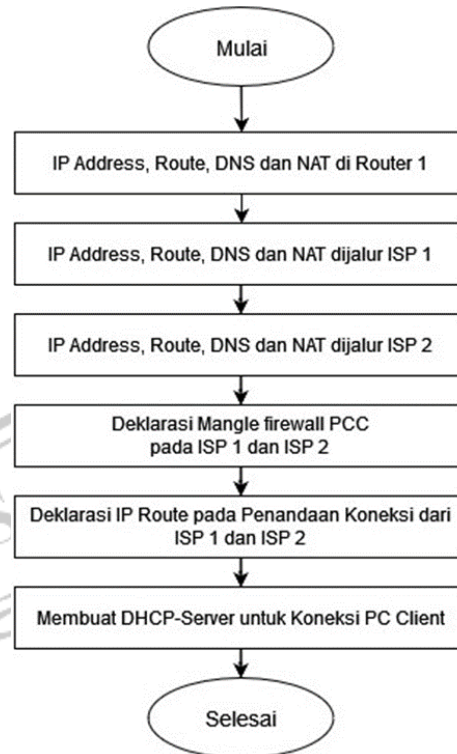 Mulai
IP Address, Route, DNS dan NAT di Router 1
IP Address, Route, DNS dan NAT dijalur ISP 1
IP Address, Route, DNS dan NAT dijalur ISP 2
Deklarasi Mangle firewall PCC
pada ISP 1 dan ISP 2
Deklarasi IP Route pada Penandaan Koneksi dari
ISP 1 dan ISP 2
Membuat DHCP-Server untuk Koneksi PC Client
Selesai